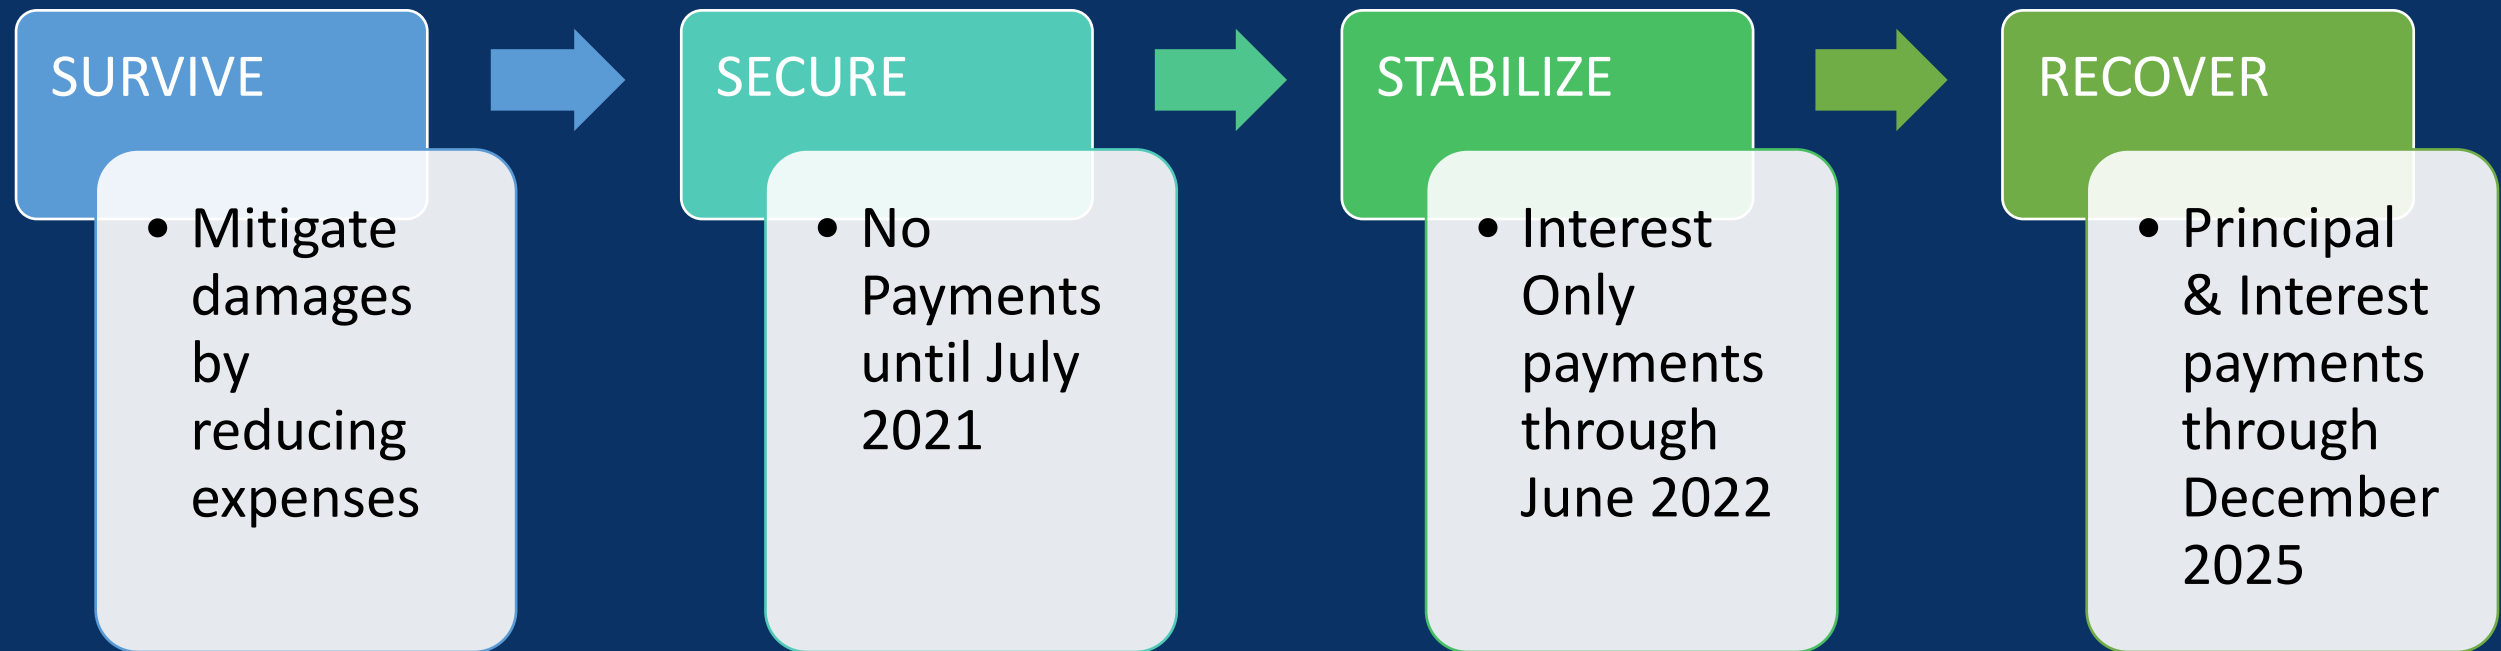 SURVIVE
• Mitigate
damages
by
reducing
expenses
SECURE
• No
Payments
until July
2021
STABILIZE
• Interest
Only
payments
through
June 2022
RECOVER
• Principal
& Interest
payments
through
December
2025